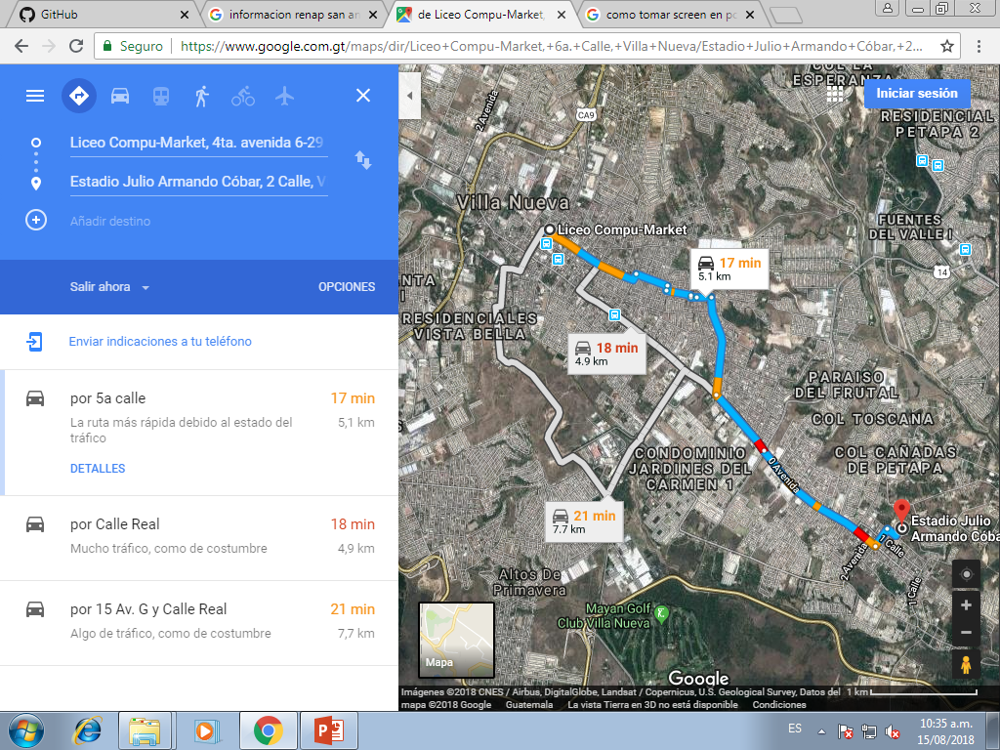 GitHub
informacion renap san an
de Liceo Compu-Market,
como tomar screen en pc
Seguro
https://www.google.com.gt/maps/dir/Liceo+Compu-Market,+6a.+Calle,+Villa+Nueva/Estadio+Julio+Armando+Cóbar,+2...
Liceo Compu-Market, 4ta. avenida 6-29
Estadio Julio Armando Cóbar, 2 Calle, V
Añadir destino
Salir ahora
OPCIONES
Enviar indicaciones a tu teléfono
por 5a calle
17 min
La ruta más rápida debido al estado del
tráfico
5,1 km
DETALLES
por Calle Real
18 min
Mucho tráfico, como de costumbre
4,9 km
por 15 Av. G y Calle Real
21 min
Algo de tráfico, como de costumbre
7,7 km
COL LA
ESPERANZA
Iniciar sesión
2 Avenida
CA9
RESIDENCIAL
PETAPA 2
Villa Nueva
Liceo Compu-Market
FUENTES
DEL VALLE I
14
17 min
5.1 km
RESIDENCIALES
VISTA BELLA
18 min
4.9 km
PARAISO
DEL FRUTAL
COL TOSCANA
CONDOMINIO
JARDINES DEL
CARMEN 1
0 Avenida
COL CAÑADAS
DE PETAPA
21 min
7.7 km
Estadio Julio
Armando Cóba
1 Calle
2 Avenida
1 Calle
Altos De
Primavera
Mayan Golf
Club Villa Nueva
Mapa
Google
Imágenes ©2018 CNES / Airbus, DigitalGlobe, Landsat / Copernicus, U.S. Geological Survey, Datos del
1 km
mapa ©2018 Google
Guatemala
La vista Tierra en 3D no está disponible
Condiciones
ES
10:35 a.m.
15/08/2018